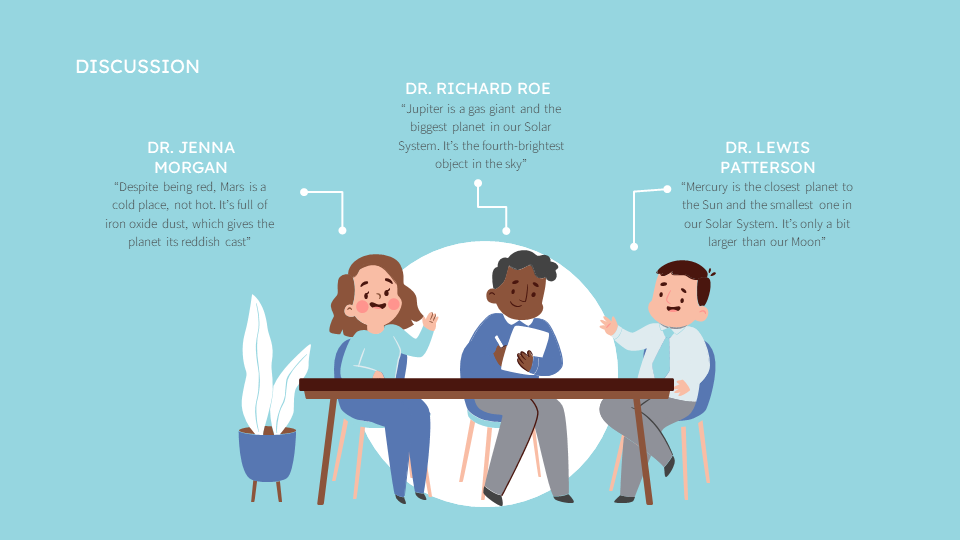 DISCUSSION
DR. RICHARD ROE
“Jupiter is a gas giant and the
biggest planet in our Solar
System. It’s the fourth-brightest
object in the sky”
DR. JENNA
MORGAN
“Despite being red, Mars is a
cold place, not hot. It’s full of
iron oxide dust, which gives the
planet its reddish cast”
DR. LEWIS
PATTERSON
“Mercury is the closest planet to
the Sun and the smallest one in
our Solar System. It’s only a bit
larger than our Moon”